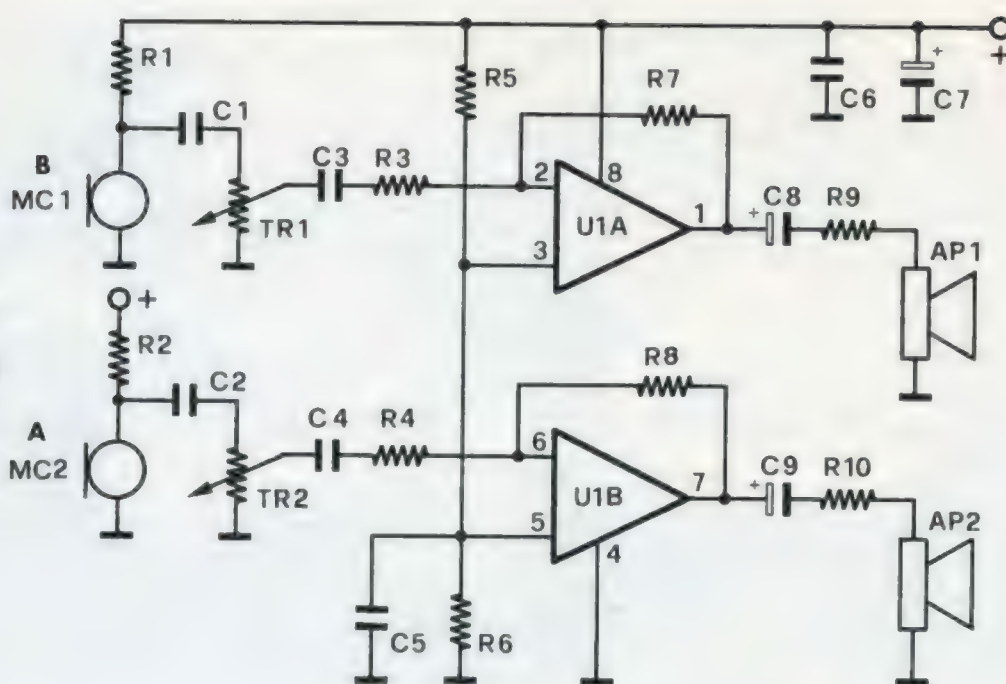 R1
R5
R7
C6
+
C7
+
C1
B
MC1
C3
R3
2
8
1
+
C8
R9
TR1
U1A
3
AP1
+
R2
R8
C2
C4
R4
6
A
MC2
7
+
C9
R10
TR2
U1B
5
4
AP2
C5
R6